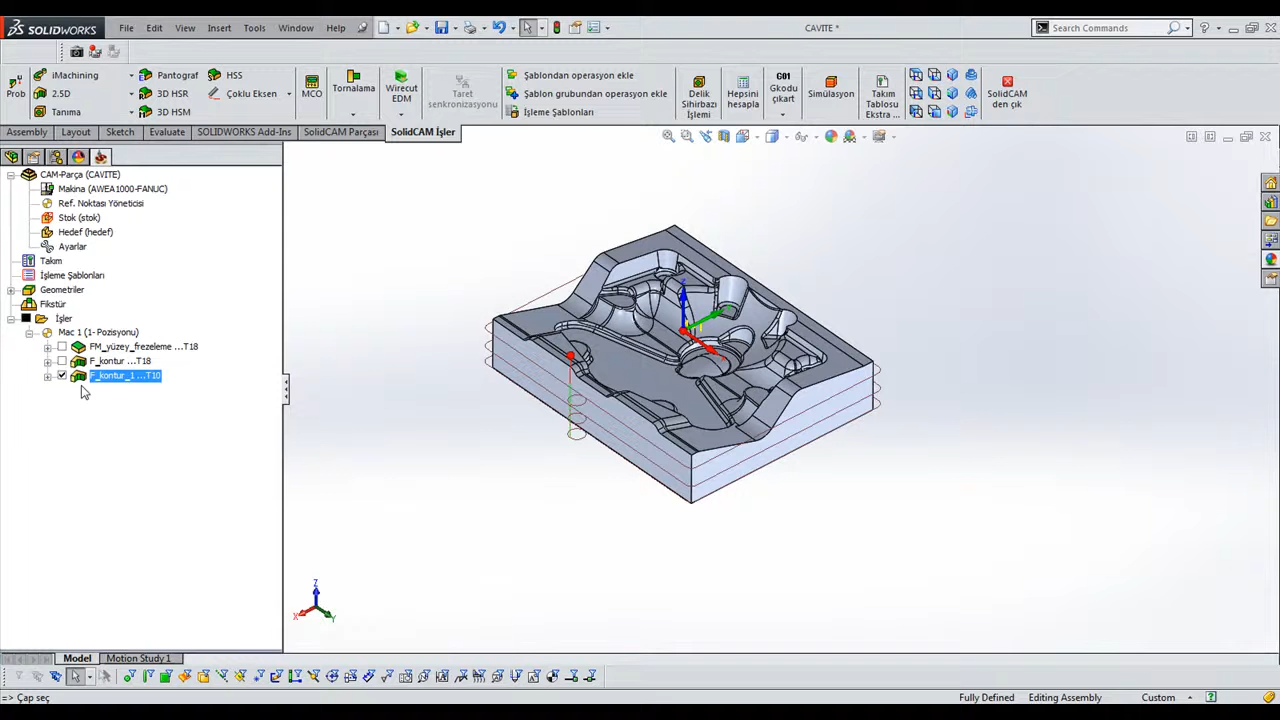 SOLIDWORKS File Edit View Insert Tools Window Help CAVITE * Search Commands
iMachining Pantograf HSS
Prob 2.5D 3D HSR Çoklu Eksen MCO Tornalama Wirecut EDM Taret senkronizasyonu
Tanıma 3D HSM
Şablondan operasyon ekle
Şablon grubundan operasyon ekle
İşleme Şablonları
Delik Sihirbazı İşlemi Hepsini hesapla G01 Gkodu çıkart Simülasyon Takım Tablosu Ekstra ... SolidCAM den çık
Assembly Layout Sketch Evaluate SOLIDWORKS Add-Ins SolidCAM Parçası SolidCAM İşler
CAM-Parça (CAVITE)
Makina (AWEA1000-FANUC)
Ref. Noktası Yöneticisi
Stok (stok)
Hedef (hedef)
Ayarlar
Takım
İşleme Şablonları
Geometriler
Fikstür
İşler
Mac 1 (1- Pozisyonu)
FM_yüzey_frezeleme ...T18
F_kontur ...T18
F_kontur_1 ...T10
Z
X Y
Model Motion Study 1
=> Çap seç Fully Defined Editing Assembly Custom